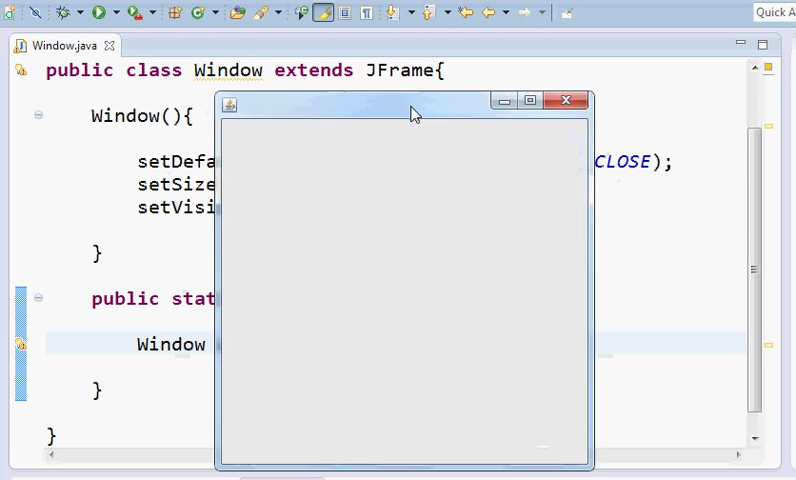 Quick A
Window.java
public class Window extends JFrame{
Window(){
setDefa CLOSE);
setSize
setVisi
}
public stat
Window
}
}